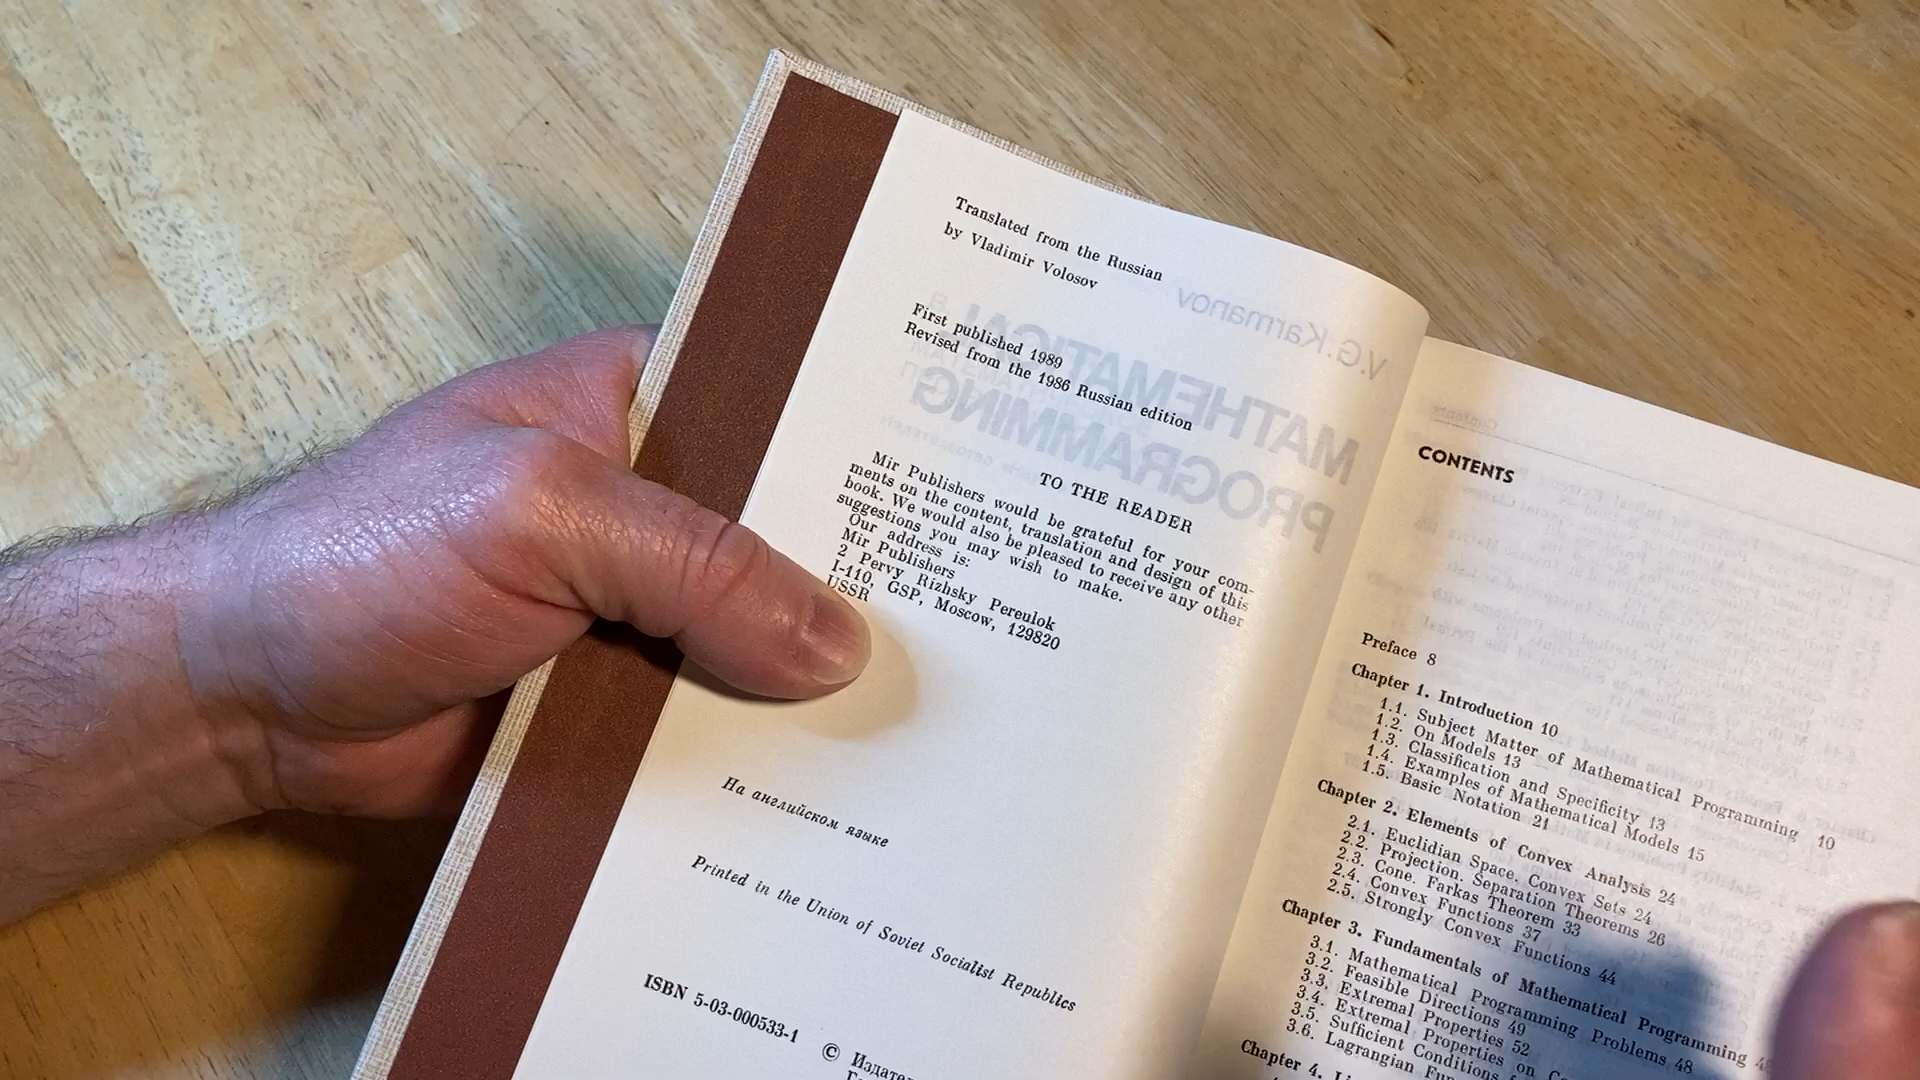 Translated from the Russian
by Vladimir Volosov
First published 1989
Revised from the 1986 Russian edition
TO THE READER
Mir Publishers would be grateful for your com-
ments on the content, translation and design of this
book. We would also be pleased to receive any other
suggestions you may wish to make.
Our address is:
Mir Publishers
2 Pervy Rizhsky Pereulok
I-110, GSP, Moscow, 129820
USSR
На английском языке
Printed in the Union of Soviet Socialist Republics
ISBN 5-03-000533-1
©
V.G. Karmanov
MATHEMATICAL
PROGRAMMING
CONTENTS
Preface 8
Chapter 1. Introduction 10
1.1. Subject Matter of Mathematical Programming 10
1.2. On Models 13
1.3. Classification and Specificity 13
1.4. Examples of Mathematical Models 15
1.5. Basic Notation 21
Chapter 2. Elements of Convex Analysis 24
2.1. Euclidian Space, Convex Sets 24
2.2. Projection. Separation Theorems 26
2.3. Cone. Farkas Theorem 33
2.4. Convex Functions 37
2.5. Strongly Convex Functions 44
Chapter 3. Fundamentals of Mathematical Programming
3.1. Mathematical Programming Problems 48
3.2. Feasible Directions 49
3.3. Extremal Properties 52
3.4. Extremal Properties on
3.5. Sufficient Conditions
3.6. Lagrangian
Chapter 4.